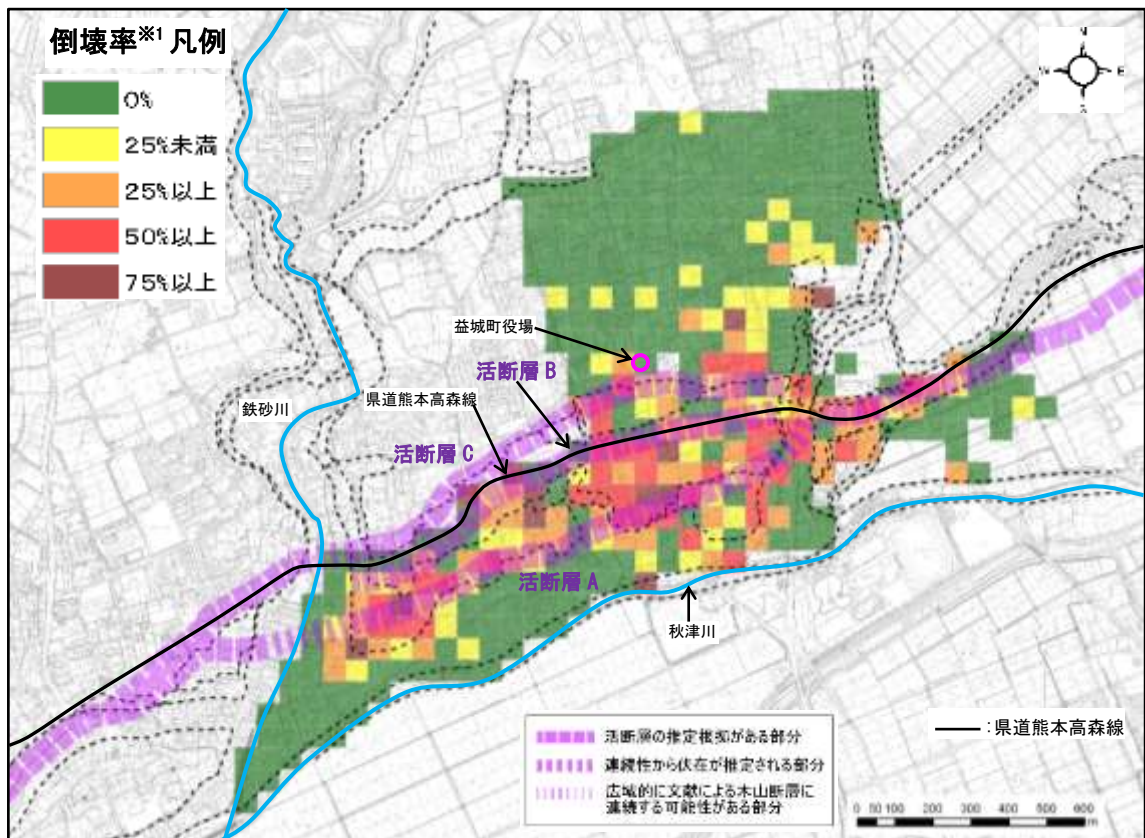 倒壊率※1 凡例
0%
25%未満
25%以上
50%以上
75%以上
N
W
E
S
益城町役場
活断層B
県道熊本高森線
鉄砂川
活断層C
活断層A
秋津川
活断層の推定根拠がある部分
連続性から伏在が推定される部分
広域的に文献による木山断層に
連続する可能性がある部分
:県道熊本高森線
0 50 100 200 300 400 500 600
m